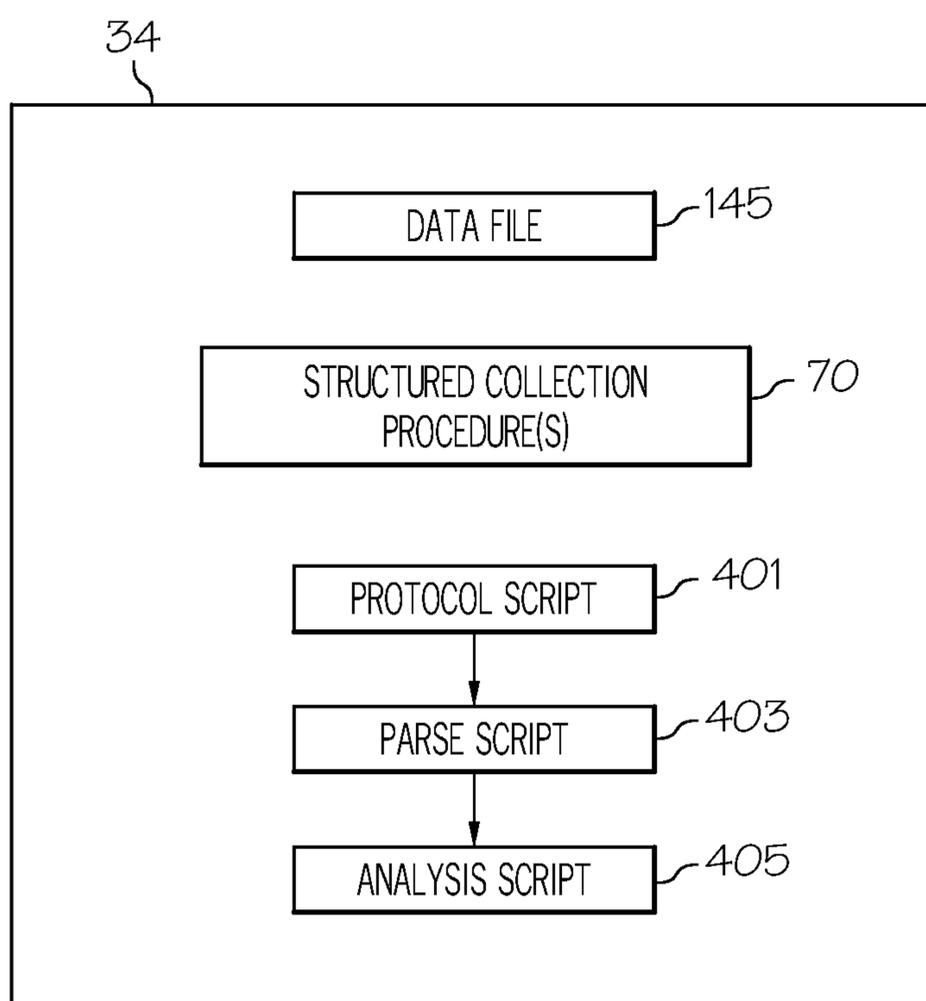 34
DATA FILE
145
STRUCTURED COLLECTION
PROCEDURE(S)
70
PROTOCOL SCRIPT
401
PARSE SCRIPT
403
ANALYSIS SCRIPT
405